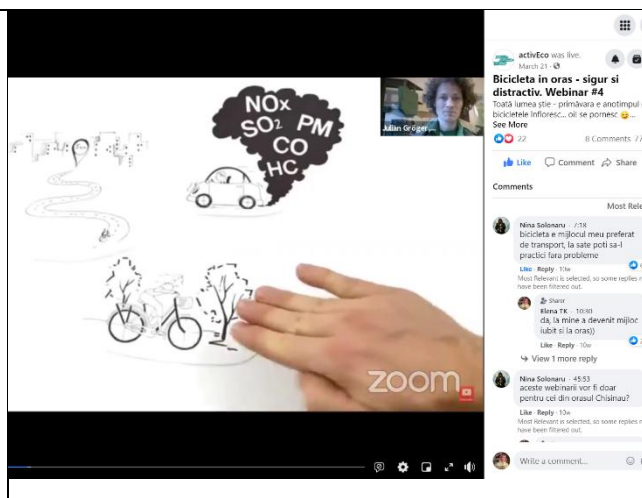 NOx
SO₂ PM
CO
HC
Julian Gröger
zoom
activEco was live.
March 21 ·
Bicicleta in oras - sigur si
distractiv. Webinar #4
Toată lumea știe - primăvara e anotimpul
bicicletele înfloresc... oii se pornesc
See More
22
8 Comments 77
Like
Comment
Share
Comments
Most Rele
Nina Solonaru · 7:18
bicicleta e mijlocul meu preferat
de transport, la sate poti sa-l
practici fara probleme
Like · Reply · 10w
Most Relevant is selected, so some replies m
have been filtered out.
Sharer
Elena TK · 10:30
da, la mine a devenit mijloc
iubit si la oras))
Like · Reply · 10w
View 1 more reply
Nina Solonaru · 45:53
aceste webinarii vor fi doar
pentru cei din orasul Chisinau?
Like · Reply · 10w
Most Relevant is selected, so some replies m
have been filtered out.
Write a comment...